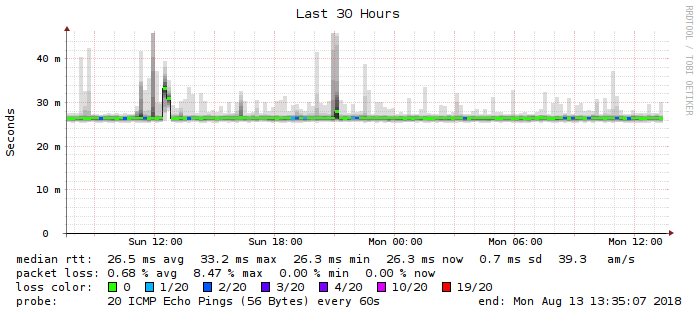 Last 30 Hours
RRDTOOL / TOBI OETIKER
Seconds
40 m
30 m
20 m
10 m
0
Sun 12:00 Sun 18:00 Mon 00:00 Mon 06:00 Mon 12:00
median rtt: 26.5 ms avg 33.2 ms max 26.3 ms min 26.3 ms now 0.7 ms sd 39.3 am/s
packet loss: 0.68 % avg 8.47 % max 0.00 % min 0.00 % now
loss color: 0 1/20 2/20 3/20 4/20 10/20 19/20
probe: 20 ICMP Echo Pings (56 Bytes) every 60s end: Mon Aug 13 13:35:07 2018